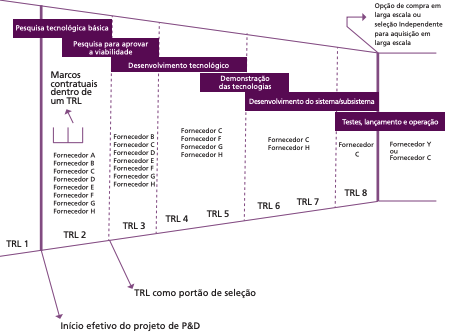 Opção de compra em
larga escala ou
seleção Independente
para aquisição em
larga escala
Pesquisa tecnológica básica
Pesquisa para aprovar
a viabilidade
Desenvolvimento tecnológico
Demonstração
das tecnologias
Desenvolvimento do sistema/subsistema
Testes, lançamento e operação
Marcos
contratuais
dentro de
um TRL
Fornecedor A
Fornecedor B
Fornecedor C
Fornecedor D
Fornecedor E
Fornecedor F
Fornecedor G
Fornecedor H
Fornecedor B
Fornecedor C
Fornecedor D
Fornecedor E
Fornecedor F
Fornecedor G
Fornecedor H
Fornecedor C
Fornecedor F
Fornecedor G
Fornecedor H
Fornecedor C
Fornecedor H
Fornecedor
C
Fornecedor Y
ou
Fornecedor C
TRL 1
TRL 2
TRL 3
TRL 4
TRL 5
TRL 6
TRL 7
TRL 8
TRL como portão de seleção
Início efetivo do projeto de P&D